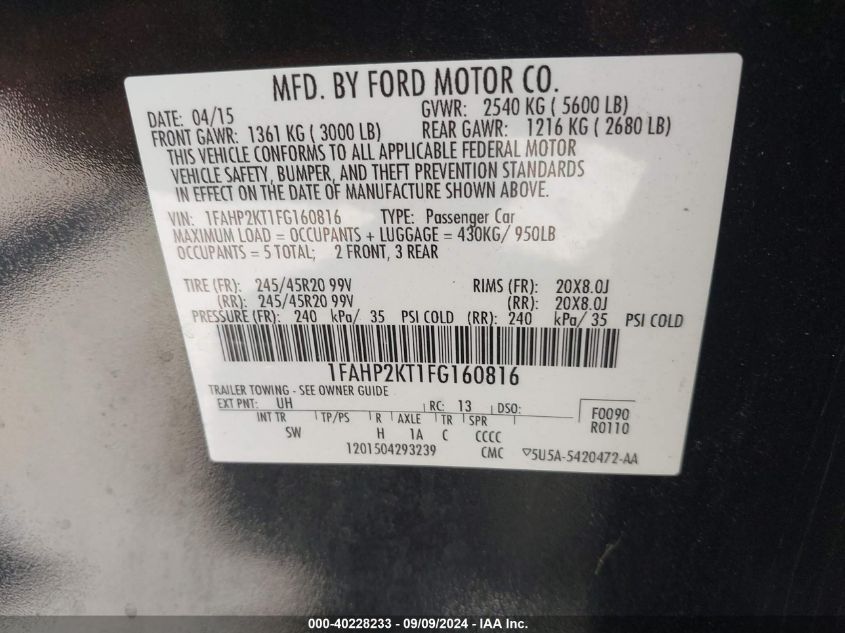 MFD. BY FORD MOTOR CO.
DATE: 04/15 GVWR: 2540 KG ( 5600 LB)
FRONT GAWR: 1361 KG ( 3000 LB) REAR GAWR: 1216 KG ( 2680 LB)
THIS VEHICLE CONFORMS TO ALL APPLICABLE FEDERAL MOTOR
VEHICLE SAFETY, BUMPER, AND THEFT PREVENTION STANDARDS
IN EFFECT ON THE DATE OF MANUFACTURE SHOWN ABOVE.
VIN: 1FAHP2KT1FG160816 TYPE: Passenger Car
MAXIMUM LOAD = OCCUPANTS + LUGGAGE = 430KG/ 950LB
OCCUPANTS = 5 TOTAL; 2 FRONT, 3 REAR
TIRE (FR): 245/45R20 99V RIMS (FR): 20X8.0J
(RR): 245/45R20 99V (RR): 20X8.0J
PRESSURE (FR): 240 kPa/ 35 PSI COLD (RR): 240 kPa/ 35 PSI COLD
1FAHP2KT1FG160816
TRAILER TOWING - SEE OWNER GUIDE
EXT PNT: UH RC: 13 DSO: F0090
INT TR TP/PS R AXLE TR SPR R0110
SW H 1A C CCCC
1201504293239 CMC ▽5U5A-5420472-AA
000-40228233 - 09/09/2024 - IAA Inc.